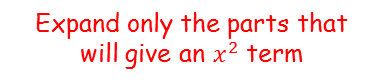 Expand only the parts that
will give an x² term